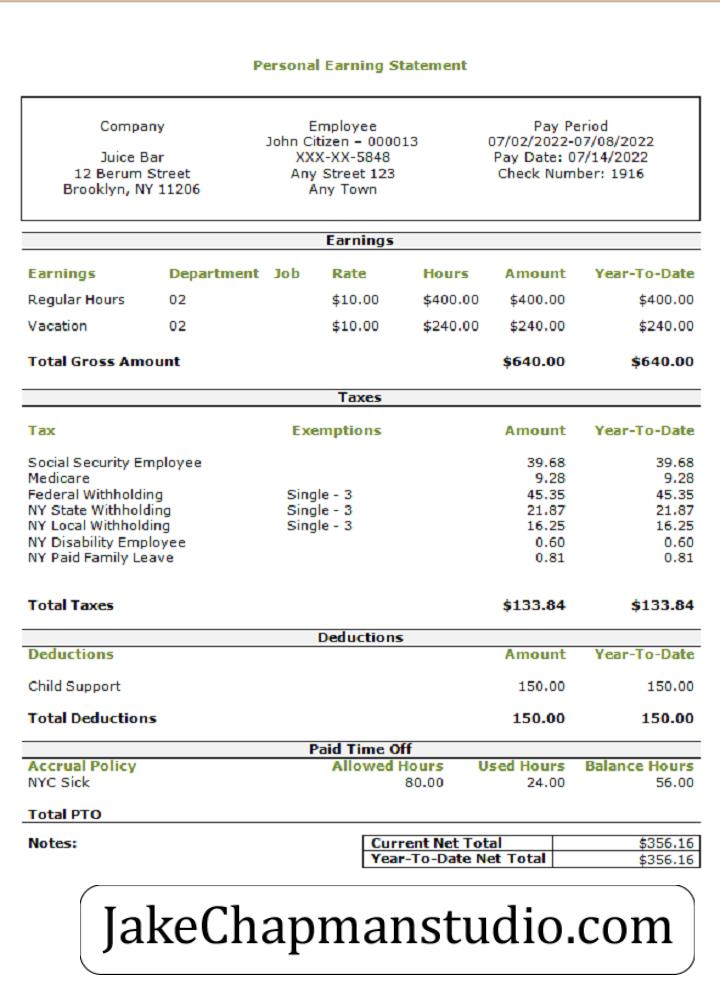 Personal Earning Statement
Company Employee Pay Period
John Citizen – 000013 07/02/2022-07/08/2022
Juice Bar XXX-XX-5848 Pay Date: 07/14/2022
12 Berum Street Any Street 123 Check Number: 1916
Brooklyn, NY 11206 Any Town
Earnings
Earnings Department Job Rate Hours Amount Year-To-Date
Regular Hours 02 $10.00 $400.00 $400.00 $400.00
Vacation 02 $10.00 $240.00 $240.00 $240.00
Total Gross Amount $640.00 $640.00
Taxes
Tax Exemptions Amount Year-To-Date
Social Security Employee 39.68 39.68
Medicare 9.28 9.28
Federal Withholding Single - 3 45.35 45.35
NY State Withholding Single - 3 21.87 21.87
NY Local Withholding Single - 3 16.25 16.25
NY Disability Employee 0.60 0.60
NY Paid Family Leave 0.81 0.81
Total Taxes $133.84 $133.84
Deductions
Deductions Amount Year-To-Date
Child Support 150.00 150.00
Total Deductions 150.00 150.00
Paid Time Off
Accrual Policy Allowed Hours Used Hours Balance Hours
NYC Sick 80.00 24.00 56.00
Total PTO
Notes: Current Net Total $356.16
Year-To-Date Net Total $356.16
JakeChapmanstudio.com